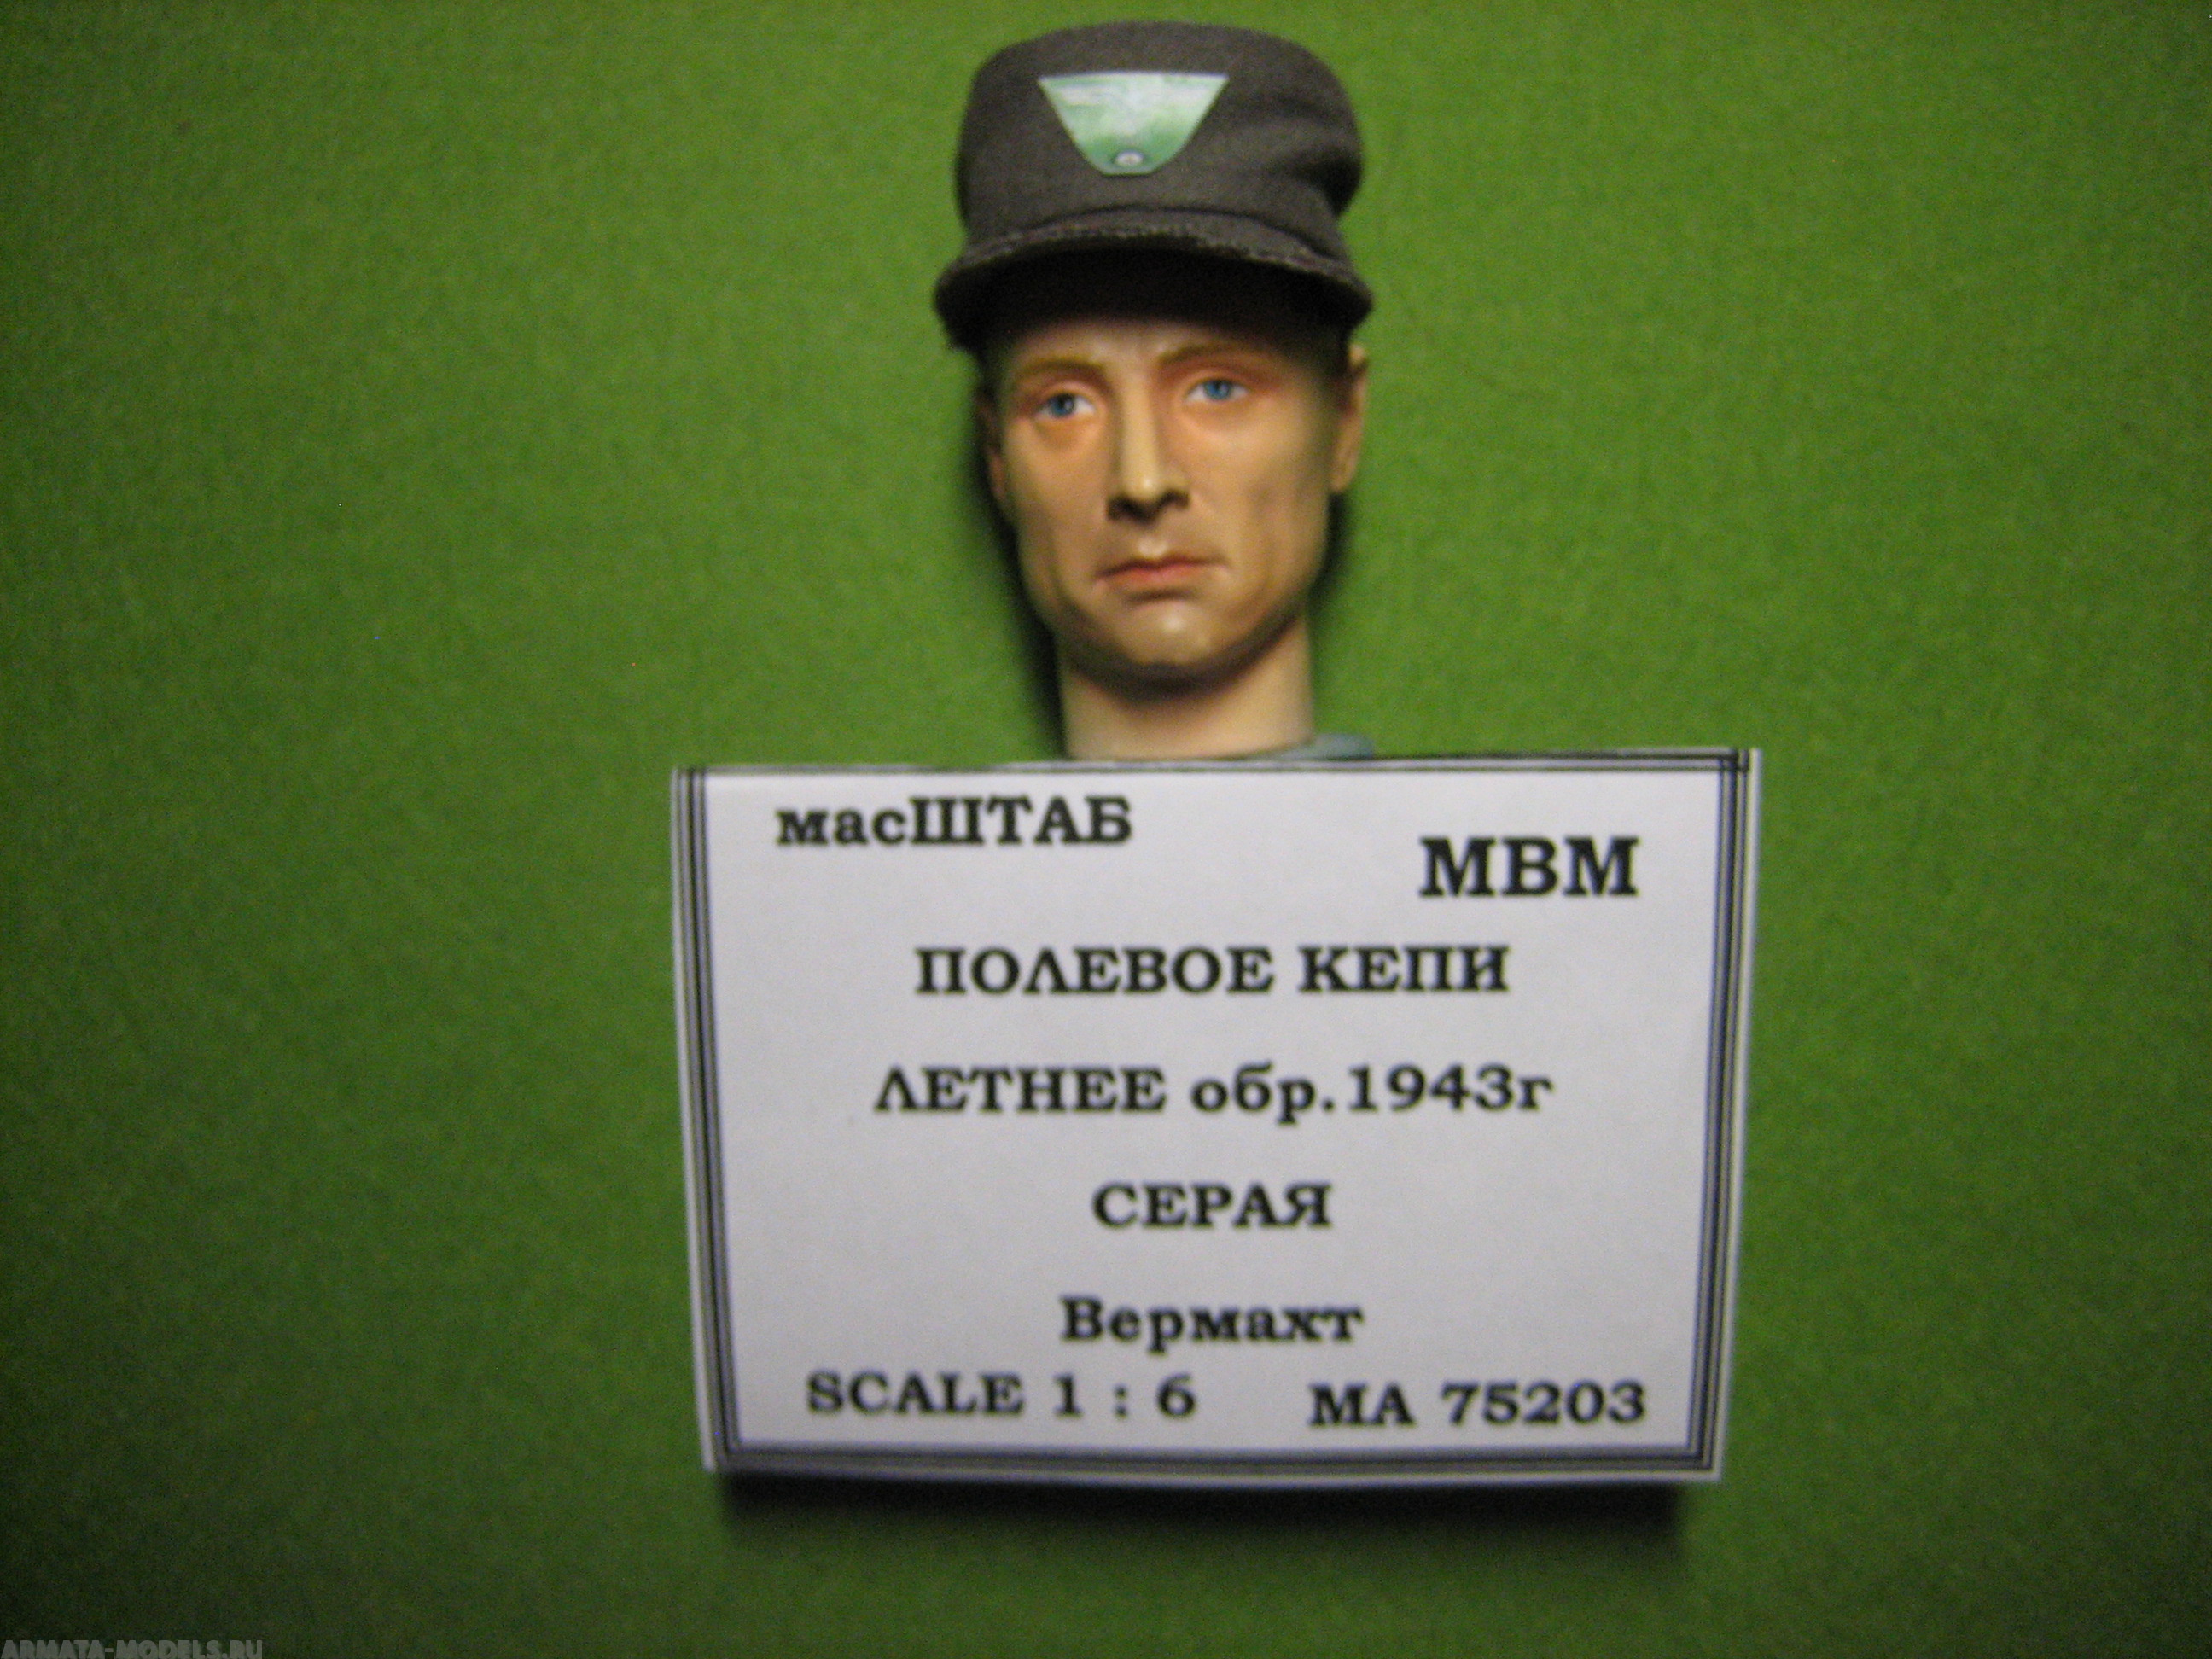 масШТАБ
МВМ
ПОЛЕВОЕ КЕПИ
ЛЕТНЕЕ обр.1943г
СЕРАЯ
Вермахт
SCALE 1 : 6 МА 75203
ARMATA-MODELS.RU